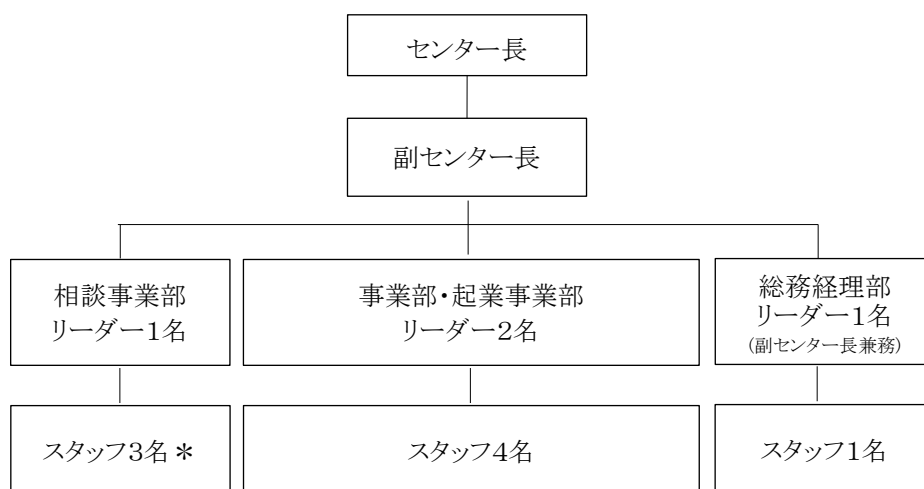 センター長
副センター長
相談事業部
リーダー1名
事業部・起業事業部
リーダー2名
総務経理部
リーダー1名
(副センター長兼務)
スタッフ3名＊
スタッフ4名
スタッフ1名